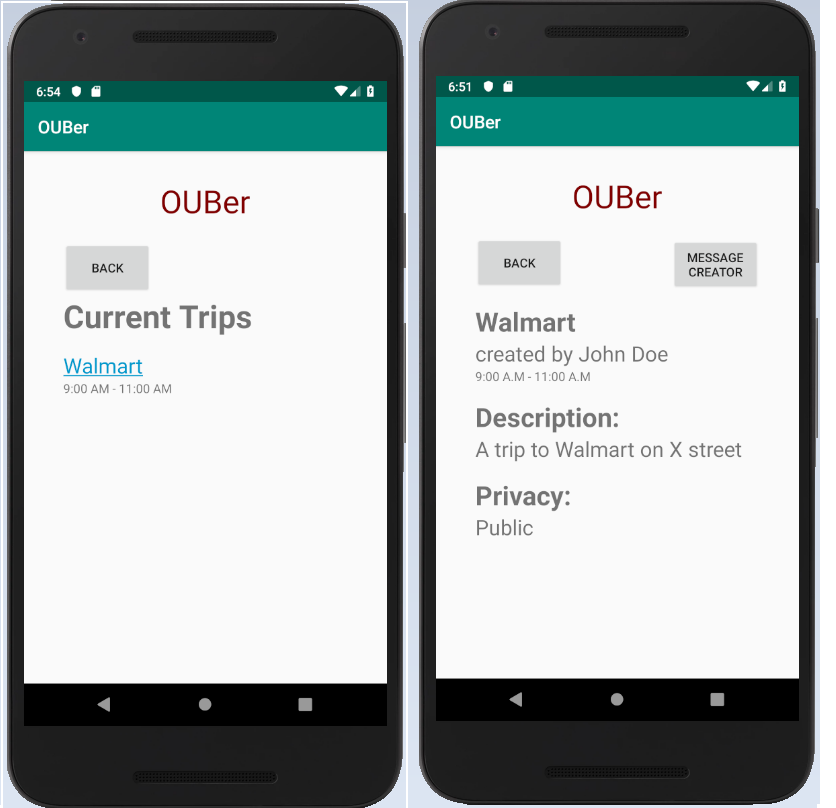 6:54
OUBer
OUBer
BACK
Current Trips
Walmart
9:00 AM - 11:00 AM
6:51
OUBer
OUBer
BACK
MESSAGE
CREATOR
Walmart
created by John Doe
9:00 A.M - 11:00 A.M
Description:
A trip to Walmart on X street
Privacy:
Public